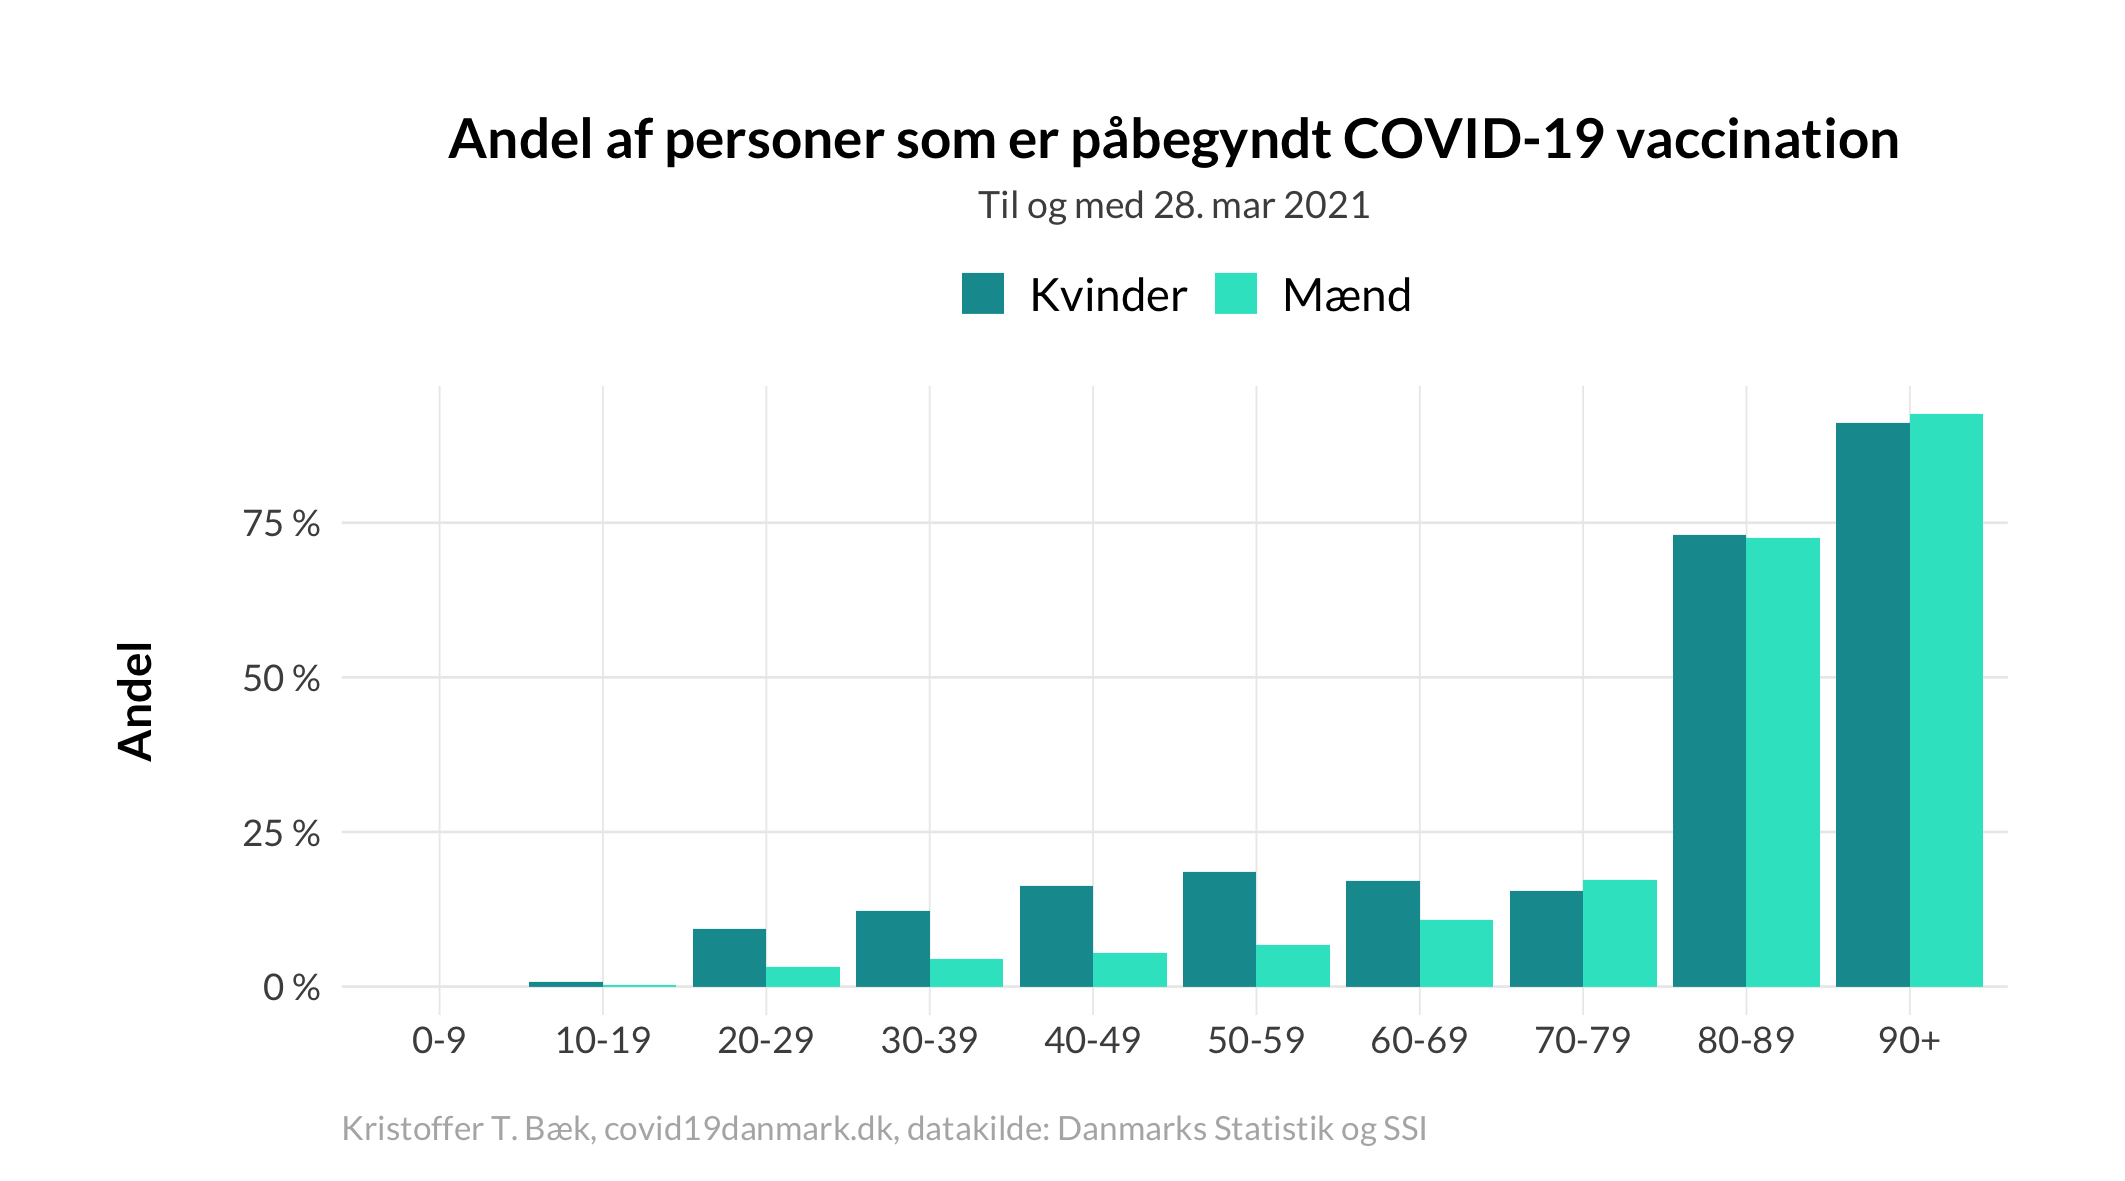 Andel af personer som er påbegyndt COVID-19 vaccination
Til og med 28. mar 2021
Kvinder Mænd
Andel
75 %
50 %
25 %
0 %
0-9 10-19 20-29 30-39 40-49 50-59 60-69 70-79 80-89 90+
Kristoffer T. Bæk, covid19danmark.dk, datakilde: Danmarks Statistik og SSI